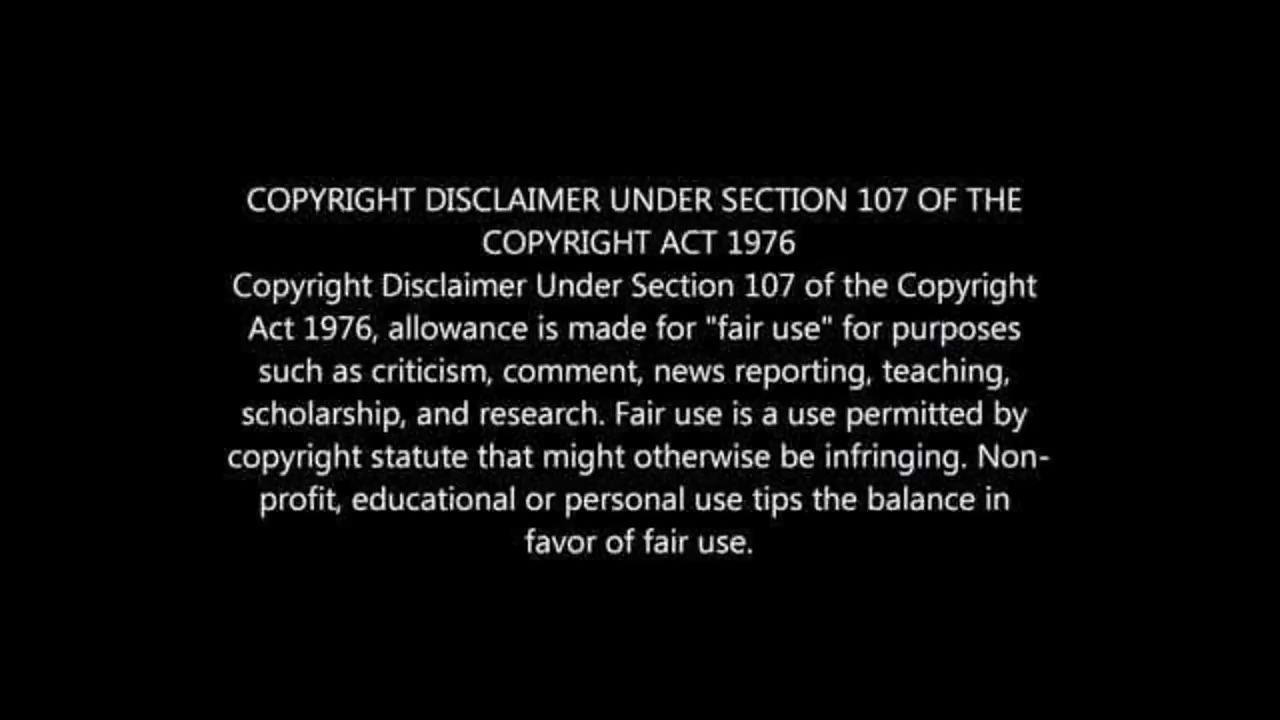 COPYRIGHT DISCLAIMER UNDER SECTION 107 OF THE
COPYRIGHT ACT 1976
Copyright Disclaimer Under Section 107 of the Copyright
Act 1976, allowance is made for "fair use" for purposes
such as criticism, comment, news reporting, teaching,
scholarship, and research. Fair use is a use permitted by
copyright statute that might otherwise be infringing. Non-
profit, educational or personal use tips the balance in
favor of fair use.